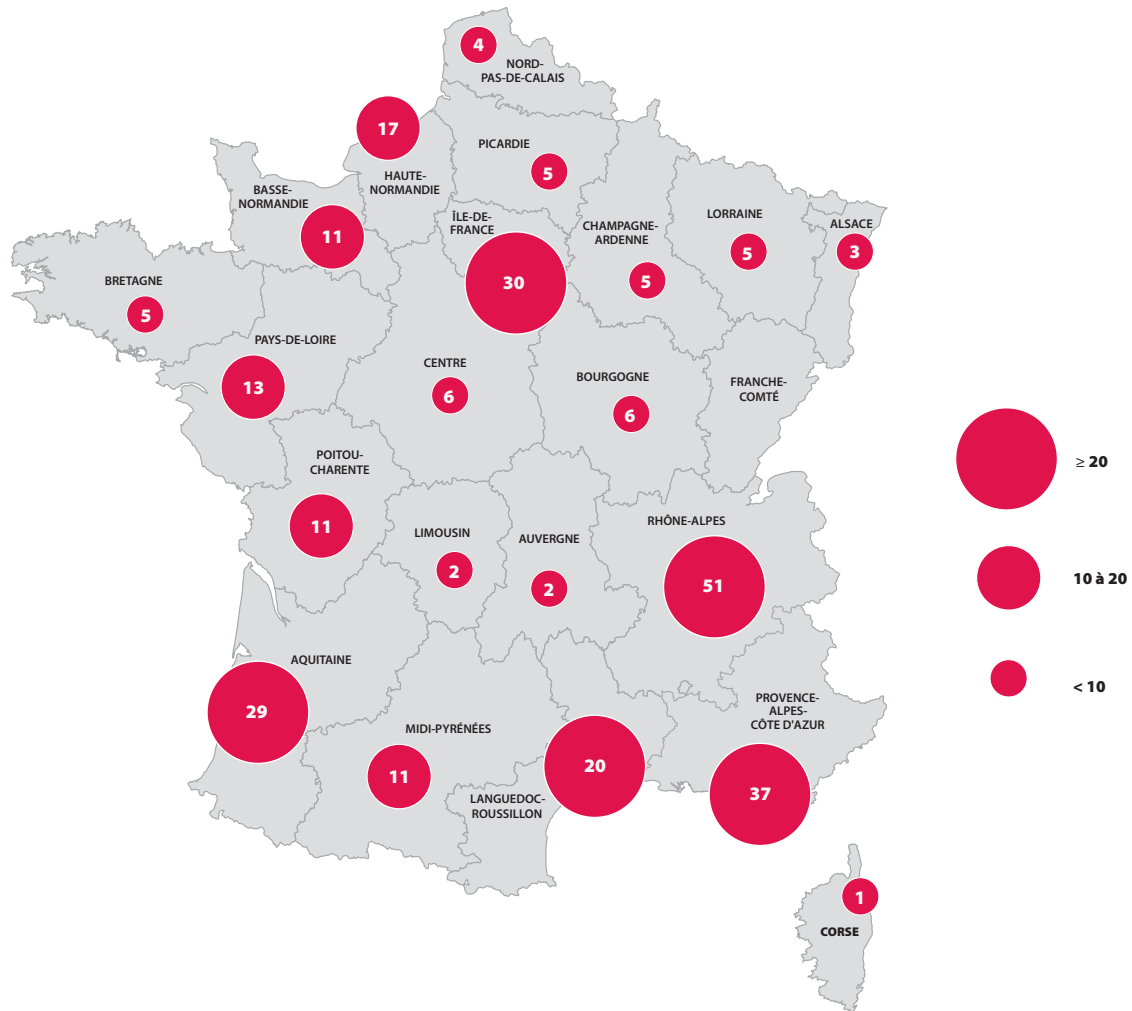 4
NORD-
PAS-DE-CALAIS
17
HAUTE-
NORMANDIE
PICARDIE
5
BASSE-
NORMANDIE
11
ÎLE-DE-
FRANCE
30
CHAMPAGNE-
ARDENNE
5
LORRAINE
5
ALSACE
3
BRETAGNE
5
PAYS-DE-LOIRE
13
CENTRE
6
BOURGOGNE
6
FRANCHE-
COMTÉ
POITOU-
CHARENTE
11
LIMOUSIN
2
AUVERGNE
2
RHÔNE-ALPES
51
AQUITAINE
29
MIDI-PYRÉNÉES
11
LANGUEDOC-
ROUSSILLON
20
PROVENCE-
ALPES-
CÔTE D'AZUR
37
1
CORSE
≥ 20
10 à 20
< 10